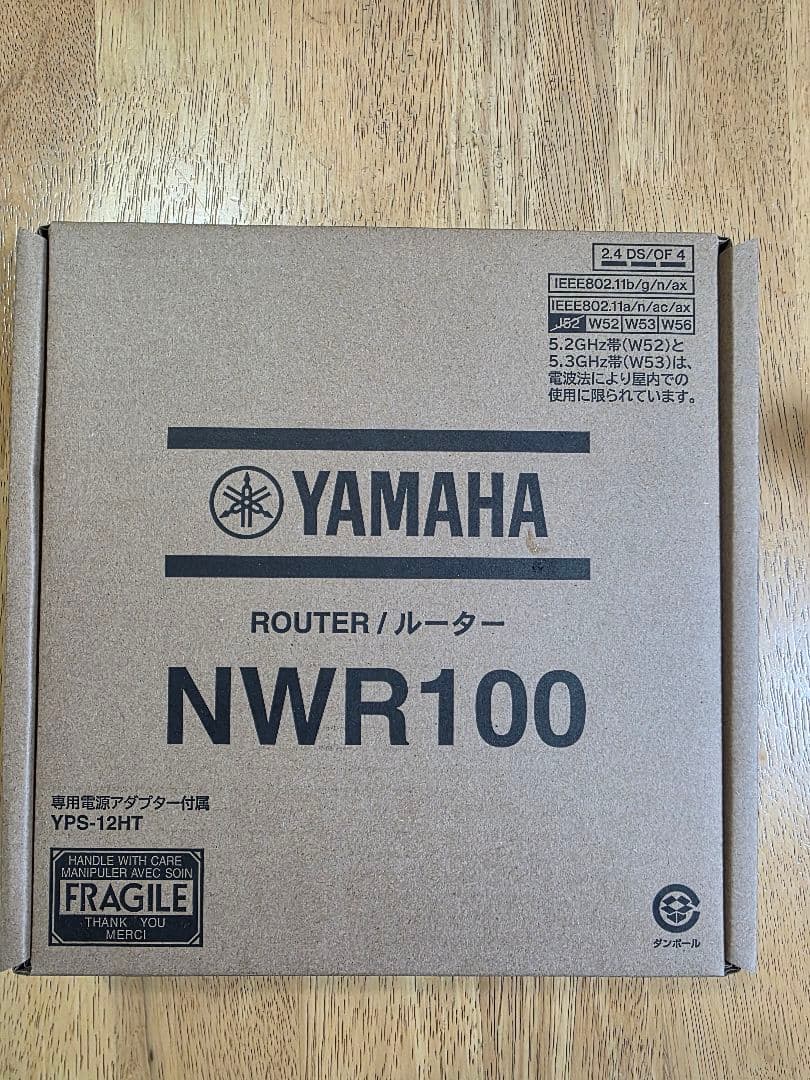 2.4 DS/OF 4
IEEE802.11b/g/n/ax
IEEE802.11a/n/ac/ax
J52 W52 W53 W56
5.2GHz帯(W52)と
5.3GHz帯(W53)は、
電波法により屋内での
使用に限られています。
YAMAHA
ROUTER / ルーター
NWR100
専用電源アダプター付属
YPS-12HT
HANDLE WITH CARE
MANIPULER AVEC SOIN
FRAGILE
THANK YOU
MERCI
ダンボール